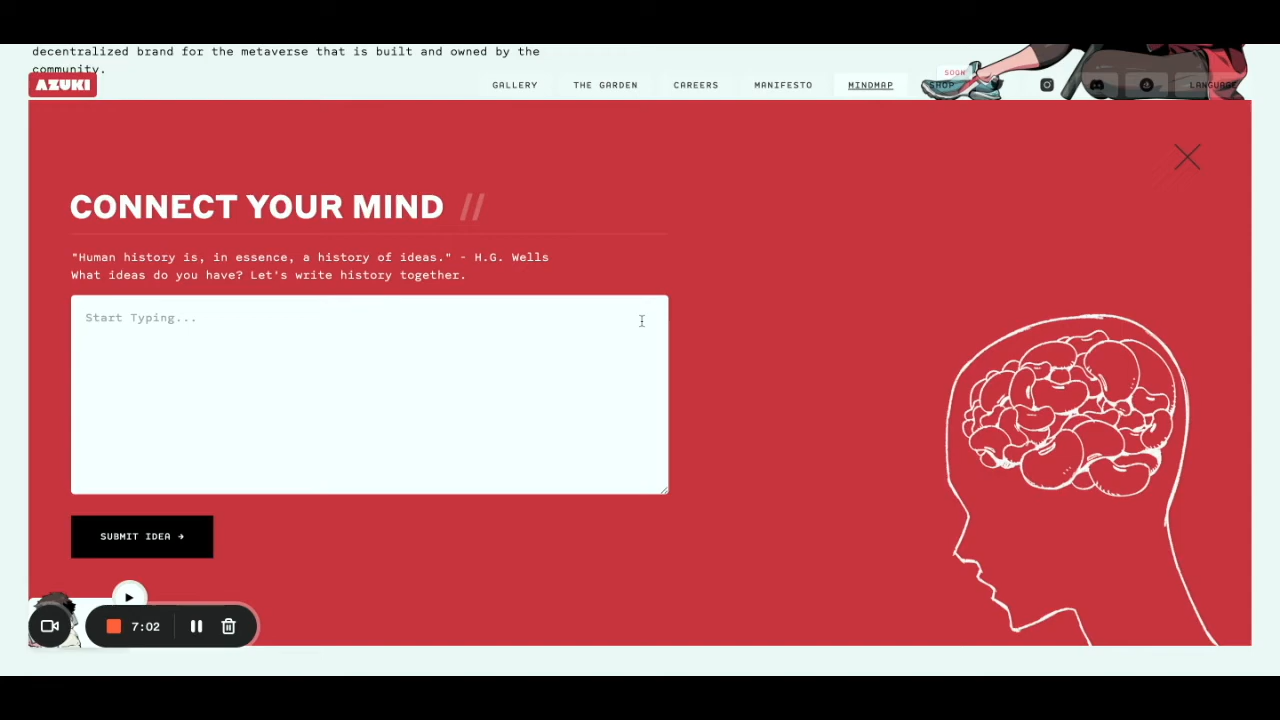 decentralized brand for the metaverse that is built and owned by the
community.
AZUKI
GALLERY
THE GARDEN
CAREERS
MANIFESTO
MINDMAP
SOON
SHOP
LANGUAGE
CONNECT YOUR MIND //
"Human history is, in essence, a history of ideas." - H.G. Wells
What ideas do you have? Let's write history together.
Start Typing...
SUBMIT IDEA →
7:02